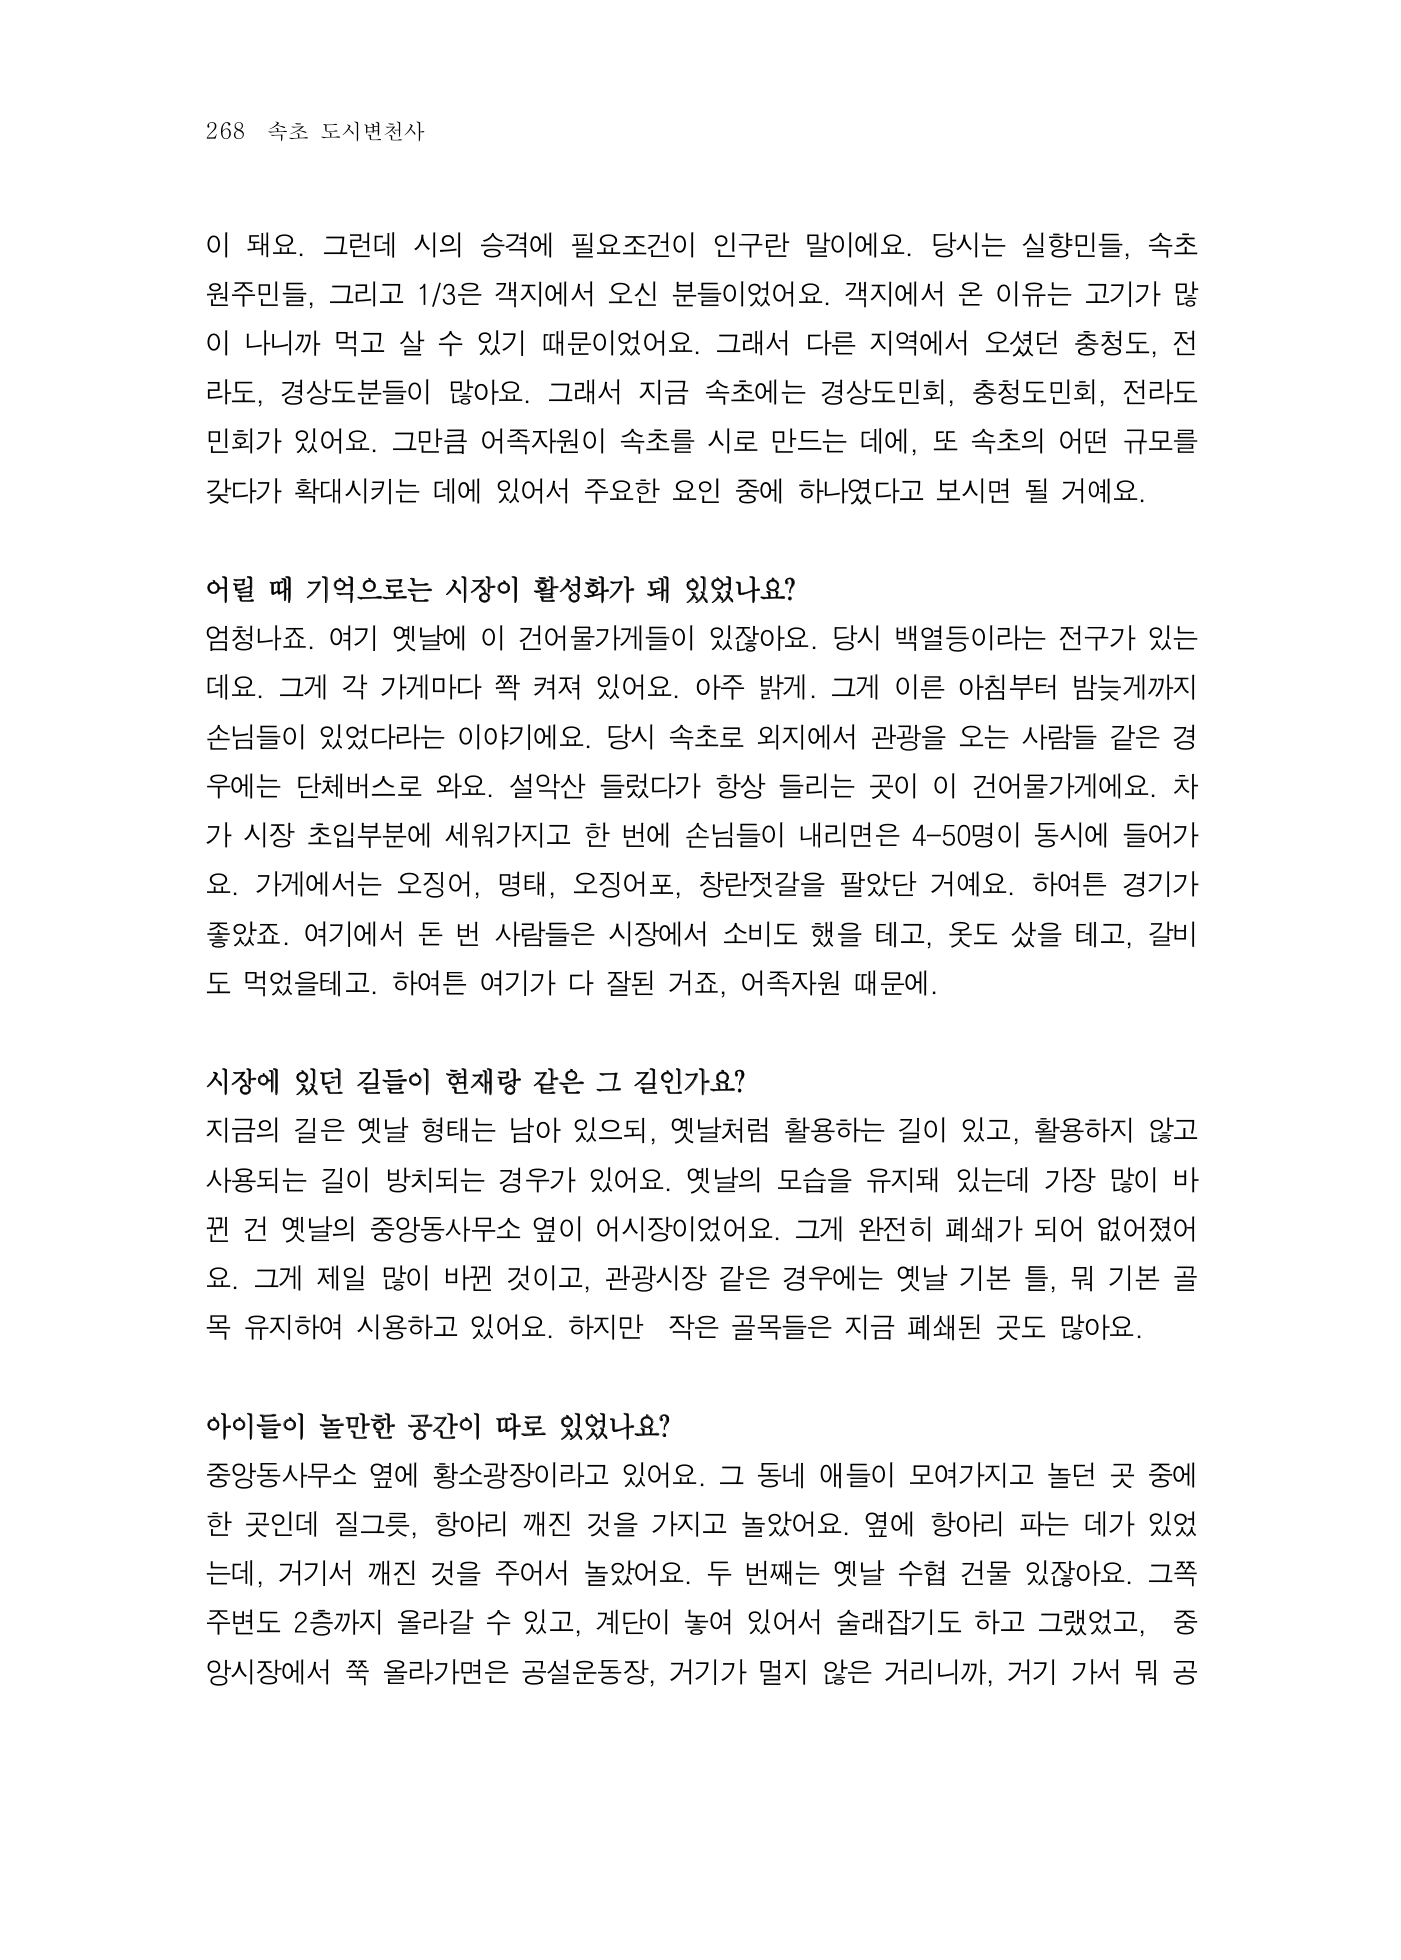 268 속초 도시변천사
이 돼요. 그런데 시의 승격에 필요조건이 인구란 말이에요. 당시는 실향민들, 속초
원주민들, 그리고 1/3은 객지에서 오신 분들이었어요. 객지에서 온 이유는 고기가 많
이 나니까 먹고 살 수 있기 때문이었어요. 그래서 다른 지역에서 오셨던 충청도, 전
라도, 경상도분들이 많아요. 그래서 지금 속초에는 경상도민회, 충청도민회, 전라도
민회가 있어요. 그만큼 어족자원이 속초를 시로 만드는 데에, 또 속초의 어떤 규모를
갖다가 확대시키는 데에 있어서 주요한 요인 중에 하나였다고 보시면 될 거예요.
어릴 때 기억으로는 시장이 활성화가 돼 있었나요?
엄청나죠. 여기 옛날에 이 건어물가게들이 있잖아요. 당시 백열등이라는 전구가 있는
데요. 그게 각 가게마다 쫙 켜져 있어요. 아주 밝게. 그게 이른 아침부터 밤늦게까지
손님들이 있었다라는 이야기에요. 당시 속초로 외지에서 관광을 오는 사람들 같은 경
우에는 단체버스로 와요. 설악산 들렀다가 항상 들리는 곳이 이 건어물가게에요. 차
가 시장 초입부분에 세워가지고 한 번에 손님들이 내리면은 4-50명이 동시에 들어가
요. 가게에서는 오징어, 명태, 오징어포, 창란젓갈을 팔았단 거예요. 하여튼 경기가
좋았죠. 여기에서 돈 번 사람들은 시장에서 소비도 했을 테고, 옷도 샀을 테고, 갈비
도 먹었을테고. 하여튼 여기가 다 잘된 거죠, 어족자원 때문에.
시장에 있던 길들이 현재랑 같은 그 길인가요?
지금의 길은 옛날 형태는 남아 있으되, 옛날처럼 활용하는 길이 있고, 활용하지 않고
사용되는 길이 방치되는 경우가 있어요. 옛날의 모습을 유지돼 있는데 가장 많이 바
뀐 건 옛날의 중앙동사무소 옆이 어시장이었어요. 그게 완전히 폐쇄가 되어 없어졌어
요. 그게 제일 많이 바뀐 것이고, 관광시장 같은 경우에는 옛날 기본 틀, 뭐 기본 골
목 유지하여 시용하고 있어요. 하지만 작은 골목들은 지금 폐쇄된 곳도 많아요.
아이들이 놀만한 공간이 따로 있었나요?
중앙동사무소 옆에 황소광장이라고 있어요. 그 동네 애들이 모여가지고 놀던 곳 중에
한 곳인데 질그릇, 항아리 깨진 것을 가지고 놀았어요. 옆에 항아리 파는 데가 있었
는데, 거기서 깨진 것을 주어서 놀았어요. 두 번째는 옛날 수협 건물 있잖아요. 그쪽
주변도 2층까지 올라갈 수 있고, 계단이 놓여 있어서 술래잡기도 하고 그랬었고, 중
앙시장에서 쭉 올라가면은 공설운동장, 거기가 멀지 않은 거리니까, 거기 가서 뭐 공